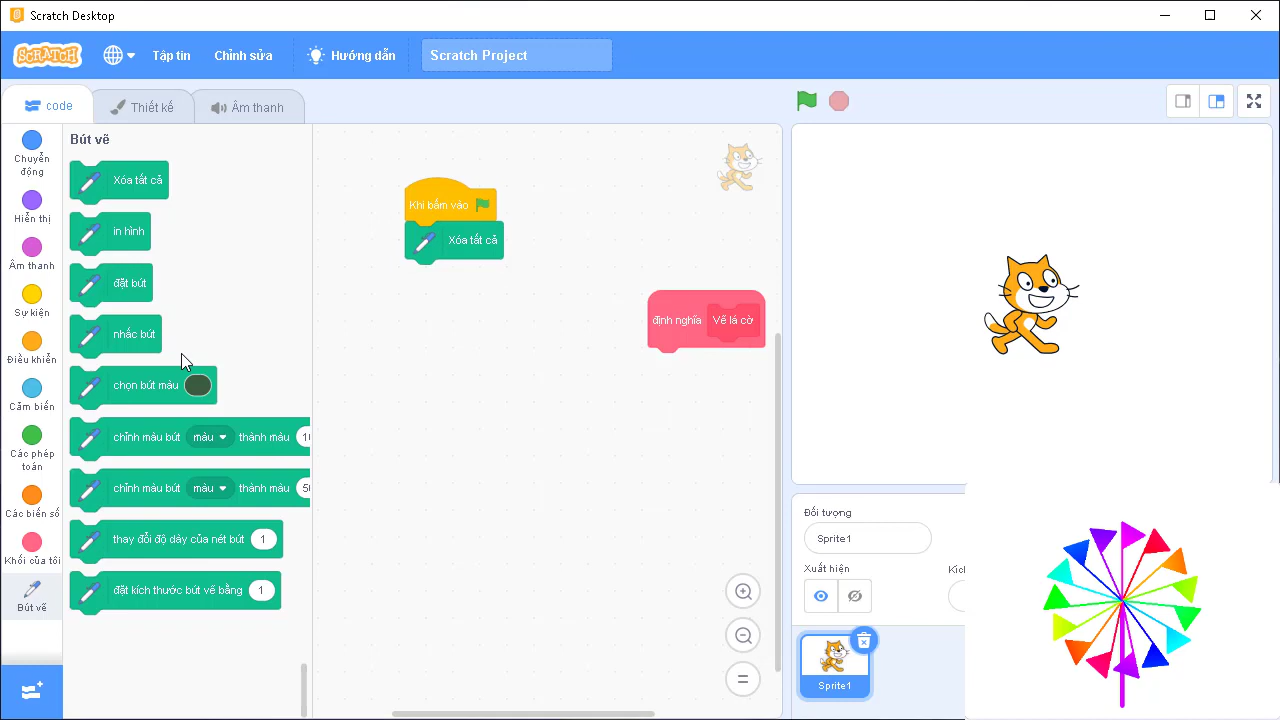 Scratch Desktop
SCRATCH
Tập tin
Chỉnh sửa
Hướng dẫn
Scratch Project
code
Thiết kế
Âm thanh
Chuyển động
Hiển thị
Âm thanh
Sự kiện
Điều khiển
Cảm biến
Các phép toán
Các biến số
Khối của tôi
Bút vẽ
Bút vẽ
Xóa tất cả
in hình
đặt bút
nhấc bút
chọn bút màu
chỉnh màu bút màu thành màu
chỉnh màu bút màu thành màu
thay đổi độ dày của nét bút 1
đặt kích thước bút vẽ bằng 1
Khi bấm vào
Xóa tất cả
định nghĩa Vẽ lá cờ
=
Đối tượng
Sprite1
Xuất hiện
Kíc
Sprite1